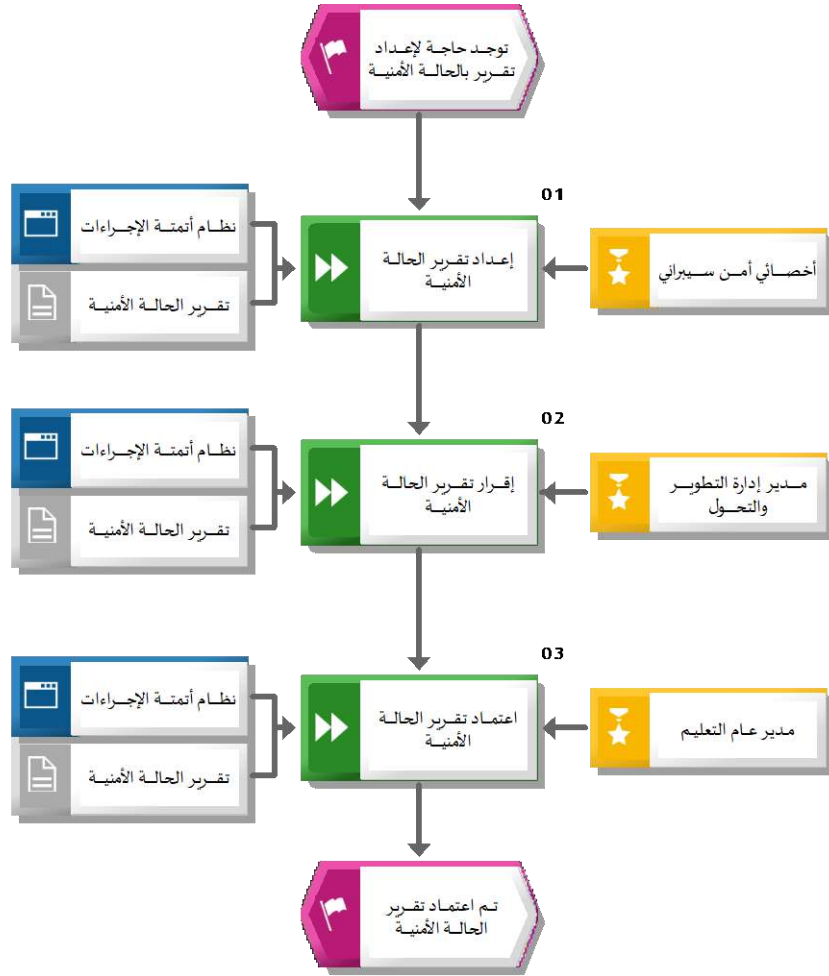 توجد حاجة لإعداد
تقرير بالحالة الأمنية
01
أخصائي أمن سيبراني
إعداد تقرير الحالة
الأمنية
نظام أتمتة الإجراءات
تقرير الحالة الأمنية
02
مدير إدارة التطوير
والتحول
إقرار تقرير الحالة
الأمنية
نظام أتمتة الإجراءات
تقرير الحالة الأمنية
03
مدير عام التعليم
اعتماد تقرير الحالة
الأمنية
نظام أتمتة الإجراءات
تقرير الحالة الأمنية
تم اعتماد تقرير
الحالة الأمنية